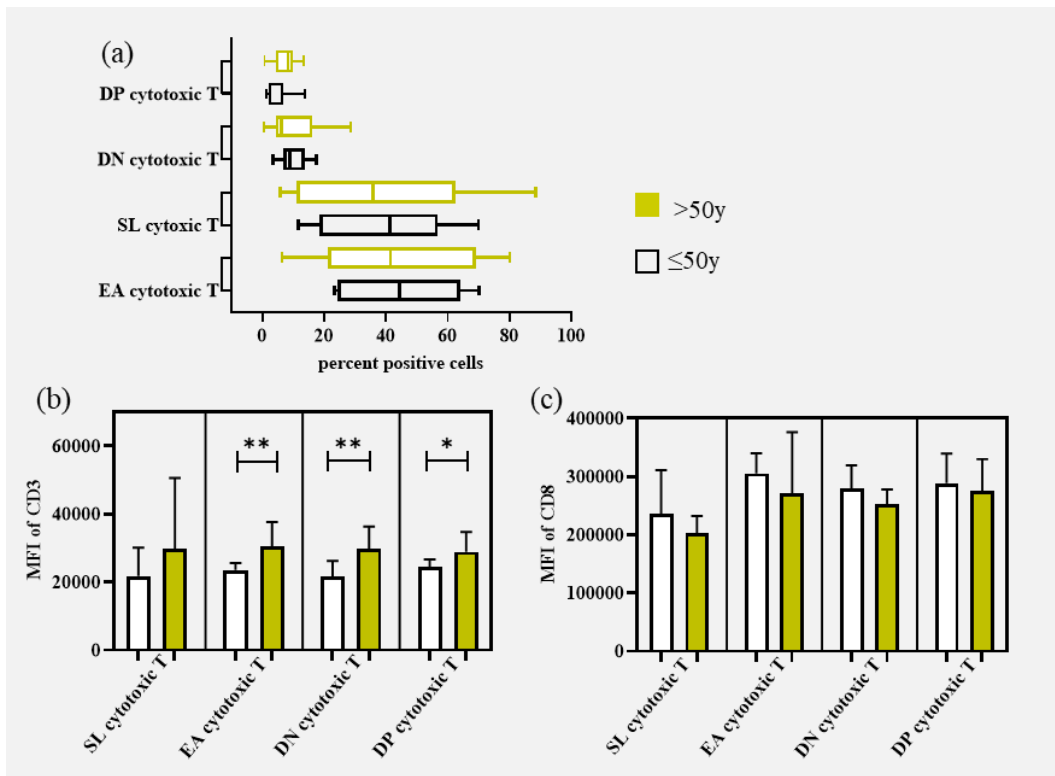 (a)
DP cytotoxic T
DN cytotoxic T
SL cytoxic T
EA cytotoxic T
0 20 40 60 80 100
percent positive cells
>50y
≤50y
(b)
MFI of CD3
60000
40000
20000
0
** ** *
SL cytotoxic T
EA cytotoxic T
DN cytotoxic T
DP cytotoxic T
(c)
MFI of CD8
400000
300000
200000
100000
0
SL cytotoxic T
EA cytotoxic T
DN cytotoxic T
DP cytotoxic T